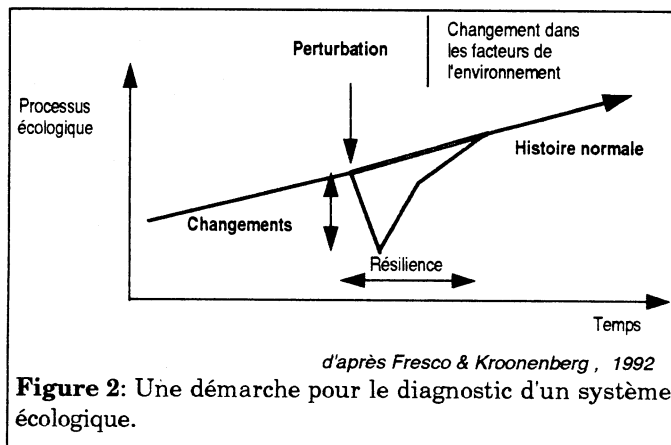 Perturbation
Changement dans
les facteurs de
l'environnement
Processus
écologique
Histoire normale
Changements
Résilience
Temps
d'après Fresco & Kroonenberg , 1992
Figure 2: Une démarche pour le diagnostic d'un système
écologique.